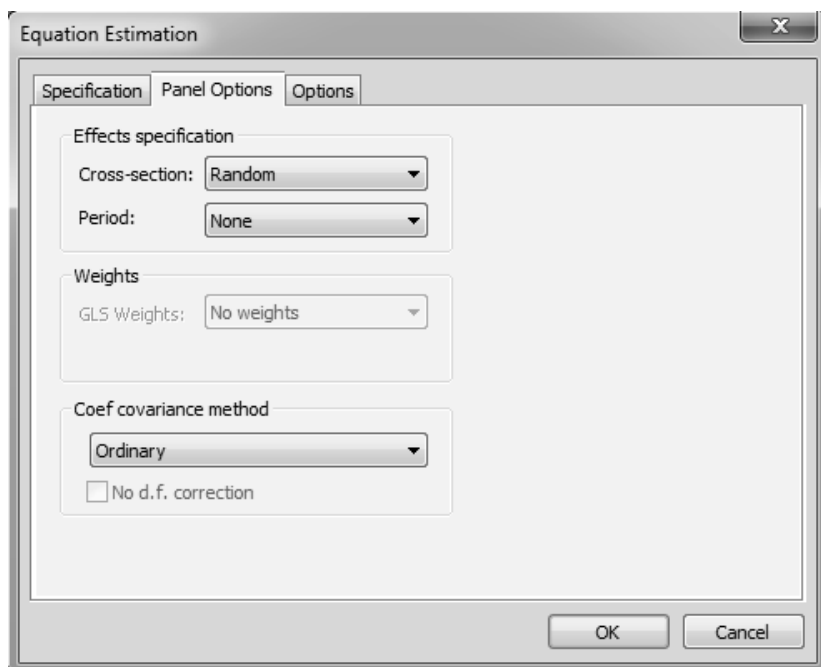 Equation Estimation
X
Specification Panel Options Options
Effects specification
Cross-section: Random
Period: None
Weights
GLS Weights: No weights
Coef covariance method
Ordinary
No d.f. correction
OK Cancel